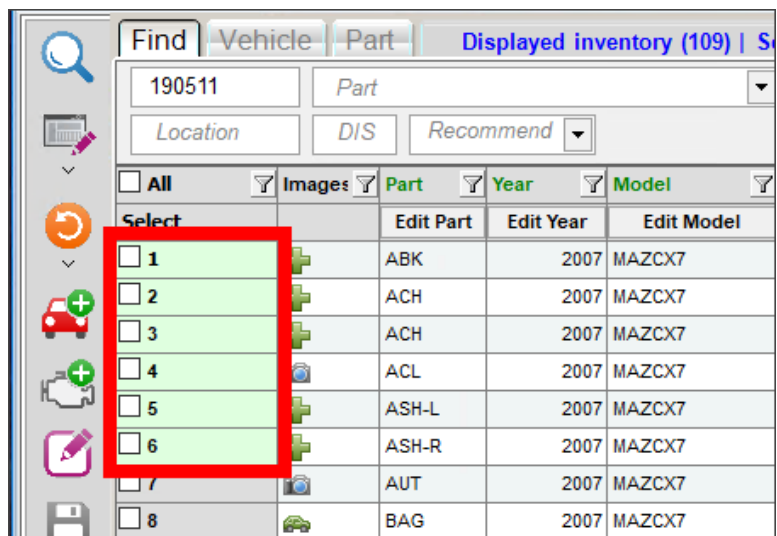 Find Vehicle Part Displayed inventory (109) |
190511 Part
Location DIS Recommend
All Images Part Year Model
Select Edit Part Edit Year Edit Model
1 ABK 2007 MAZCX7
2 ACH 2007 MAZCX7
3 ACH 2007 MAZCX7
4 ACL 2007 MAZCX7
5 ASH-L 2007 MAZCX7
6 ASH-R 2007 MAZCX7
7 AUT 2007 MAZCX7
8 BAG 2007 MAZCX7